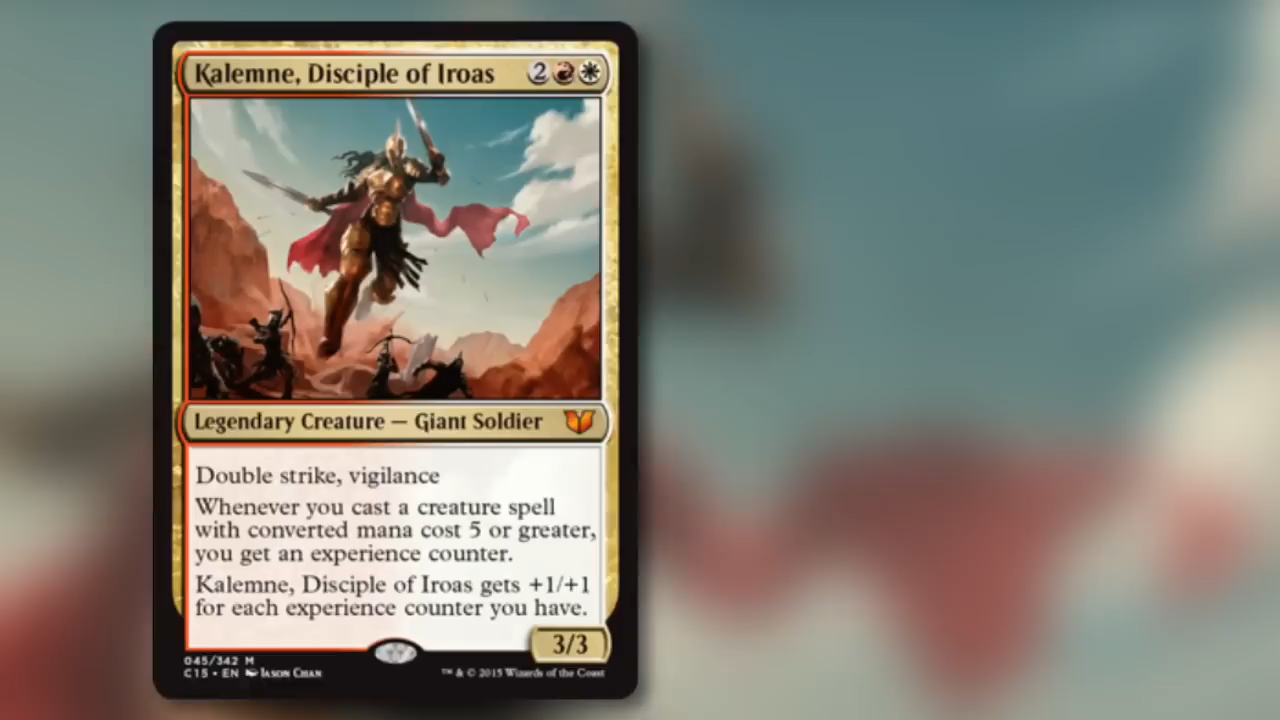 Kalemne, Disciple of Iroas 2
Legendary Creature — Giant Soldier
Double strike, vigilance
Whenever you cast a creature spell
with converted mana cost 5 or greater,
you get an experience counter.
Kalemne, Disciple of Iroas gets +1/+1
for each experience counter you have.
3/3
045/342 M
C15 • EN Jason Chan
™ & © 2015 Wizards of the Coast